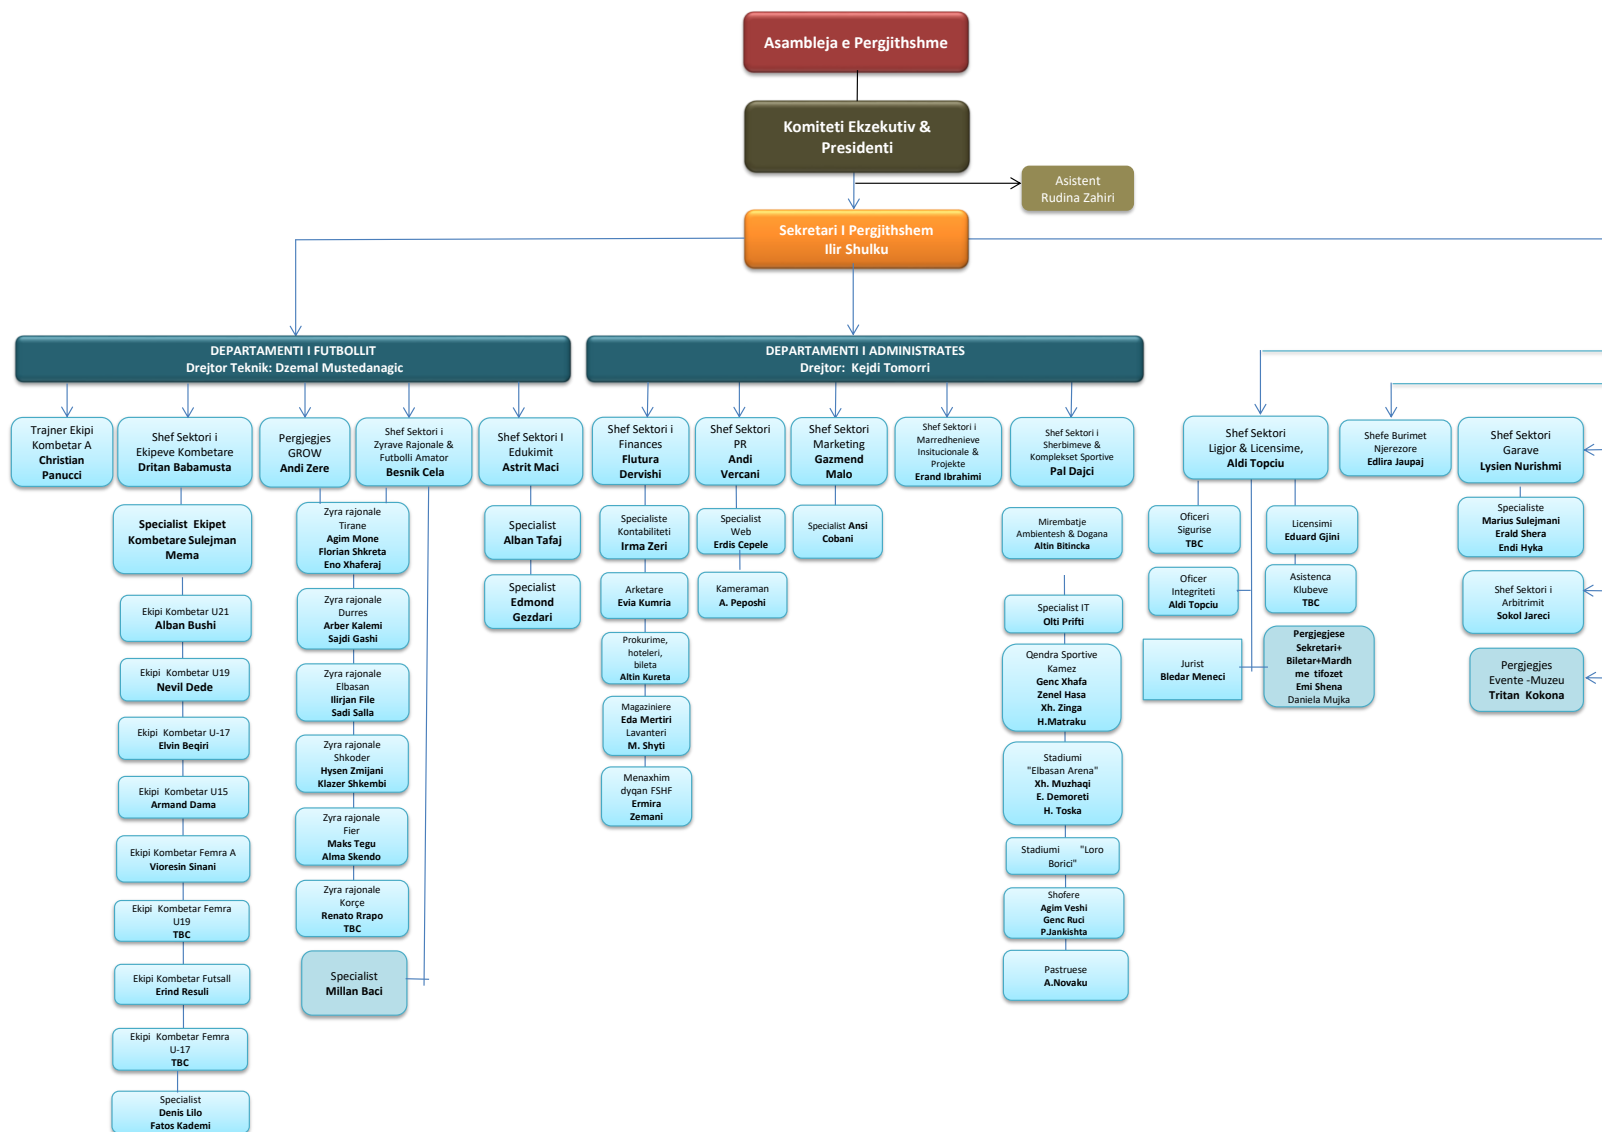 Asambleja e Pergjithshme
Komiteti Ekzekutiv &
Presidenti
Asistent
Rudina Zahiri
Sekretari I Pergjithshem
Ilir Shulku
DEPARTAMENTI I FUTBOLLIT
Drejtor Teknik: Dzemal Mustedanagic
DEPARTAMENTI I ADMINISTRATES
Drejtor: Kejdi Tomorri
Trajner Ekipi
Kombetar A
Christian
Panucci
Shef Sektori i
Ekipeve Kombetare
Dritan Babamusta
Pergjegjes
GROW
Andi Zere
Shef Sektori i
Zyrave Rajonale &
Futbolli Amator
Besnik Cela
Shef Sektori I
Edukimit
Astrit Maci
Shef Sektori i
Finances
Flutura
Dervishi
Shef Sektori
PR
Andi
Vercani
Shef Sektori
Marketing
Gazmend
Malo
Shef Sektori i
Marredhenieve
Insitucionale &
Projekte
Erand Ibrahimi
Shef Sektori i
Sherbimeve &
Komplekset Sportive
Pal Dajci
Shef Sektori
Ligjor & Licensime,
Aldi Topciu
Shefe Burimet
Njerezore
Edlira Jaupaj
Shef Sektori
Garave
Lysien Nurishmi
Specialist Ekipet
Kombetare Sulejman
Mema
Ekipi Kombetar U21
Alban Bushi
Ekipi Kombetar U19
Nevil Dede
Ekipi Kombetar U-17
Elvin Beqiri
Ekipi Kombetar U15
Armand Dama
Ekipi Kombetar Femra A
Vioresin Sinani
Ekipi Kombetar Femra
U19
TBC
Ekipi Kombetar Futsall
Erind Resuli
Ekipi Kombetar Femra
U-17
TBC
Specialist
Denis Lilo
Fatos Kademi
Zyra rajonale
Tirane
Agim Mone
Florian Shkreta
Eno Xhaferaj
Zyra rajonale
Durres
Arber Kalemi
Sajdi Gashi
Zyra rajonale
Elbasan
Ilirjan File
Sadi Salla
Zyra rajonale
Shkoder
Hysen Zmijani
Klazer Shkembi
Zyra rajonale
Fier
Maks Tegu
Alma Skendo
Zyra rajonale
Korçe
Renato Rrapo
TBC
Specialist
Millan Baci
Specialist
Alban Tafaj
Specialist
Edmond
Gezdari
Specialiste
Kontabiliteti
Irma Zeri
Arketare
Evia Kumria
Prokurime,
hoteleri,
bileta
Altin Kureta
Magaziniere
Eda Mertiri
Lavanteri
M. Shyti
Menaxhim
dyqan FSHF
Ermira
Zemani
Specialist
Web
Erdis Cepele
Kameraman
A. Peposhi
Specialist Ansi
Cobani
Mirembatje
Ambientesh & Dogana
Altin Bitincka
Specialist IT
Olti Prifti
Qendra Sportive
Kamez
Genc Xhafa
Zenel Hasa
Xh. Zinga
H.Matraku
Stadiumi
"Elbasan Arena"
Xh. Muzhaqi
E. Demoreti
H. Toska
Stadiumi "Loro
Borici"
Shofere
Agim Veshi
Genc Ruci
P.Jankishta
Pastruese
A.Novaku
Oficeri
Sigurise
TBC
Oficer
Integriteti
Aldi Topciu
Jurist
Bledar Meneci
Licensimi
Eduard Gjini
Asistenca
Klubeve
TBC
Pergjegjese
Sekretari+
Biletar+Mardh
me tifozet
Emi Shena
Daniela Mujka
Specialiste
Marius Sulejmani
Erald Shera
Endi Hyka
Shef Sektori i
Arbitrimit
Sokol Jareci
Pergjegjes
Evente -Muzeu
Tritan Kokona